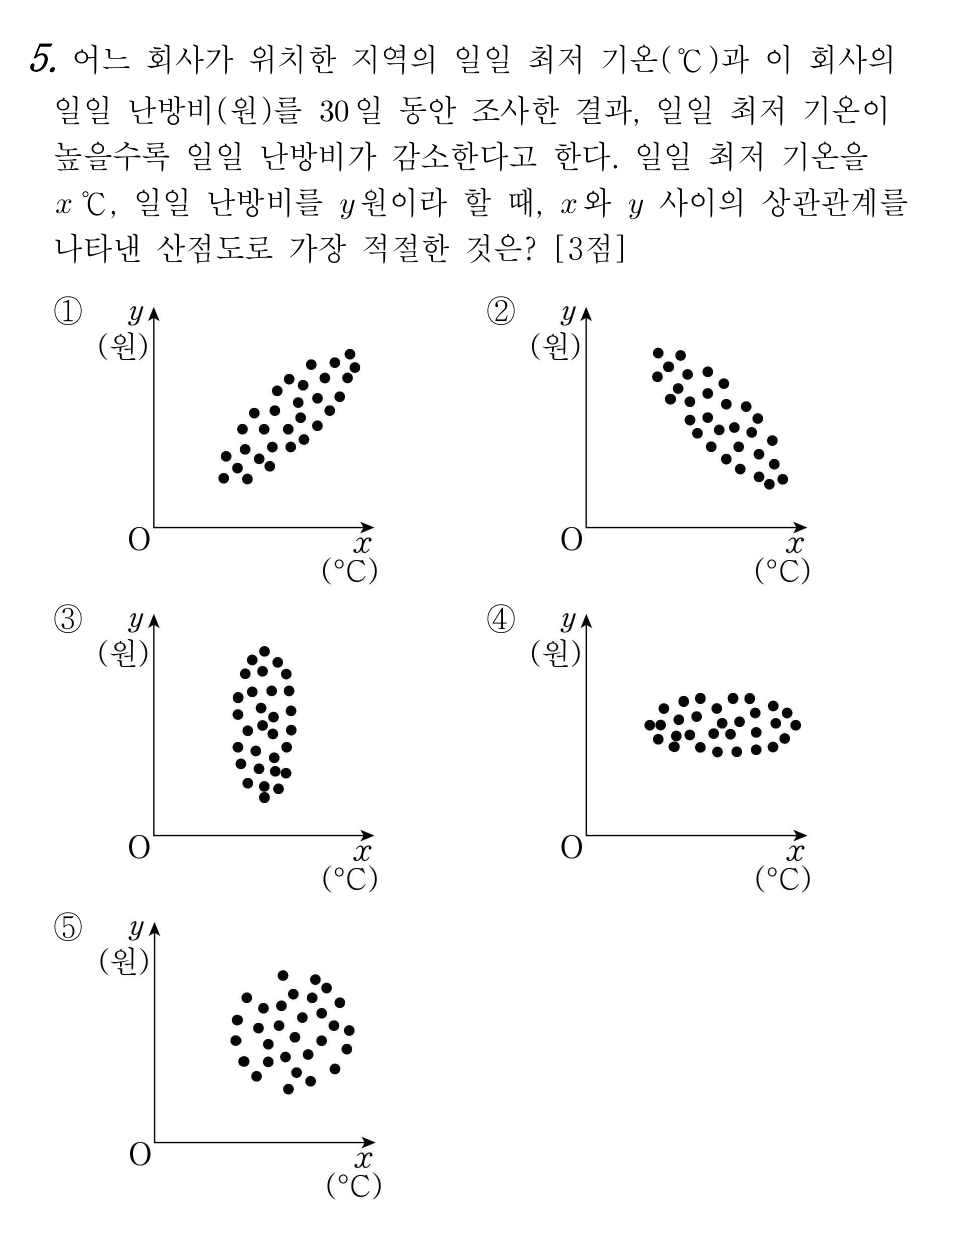 5. 어느 회사가 위치한 지역의 일일 최저 기온(℃)과 이 회사의
일일 난방비(원)를 30일 동안 조사한 결과, 일일 최저 기온이
높을수록 일일 난방비가 감소한다고 한다. 일일 최저 기온을
x ℃, 일일 난방비를 y원이라 할 때, x와 y 사이의 상관관계를
나타낸 산점도로 가장 적절한 것은? [3점]
① y
(원)
O
x
(℃)
② y
(원)
O
x
(℃)
③ y
(원)
O
x
(℃)
④ y
(원)
O
x
(℃)
⑤ y
(원)
O
x
(℃)